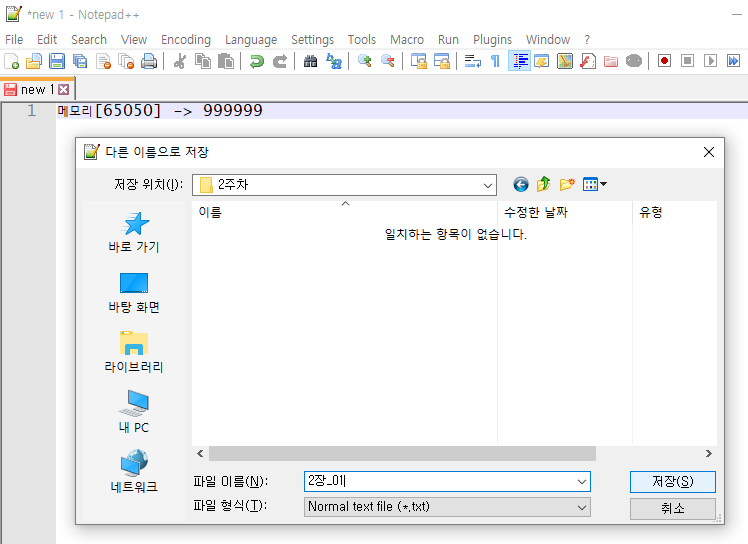 *new 1 - Notepad++
File Edit Search View Encoding Language Settings Tools Macro Run Plugins Window ?
new 1
1 메모리[65050] -> 999999
다른 이름으로 저장
저장 위치(I): 2주차
이름 수정한 날짜 유형
일치하는 항목이 없습니다.
바로 가기
바탕 화면
라이브러리
내 PC
네트워크
파일 이름(N): 2장_01 저장(S)
파일 형식(T): Normal text file (*.txt) 취소